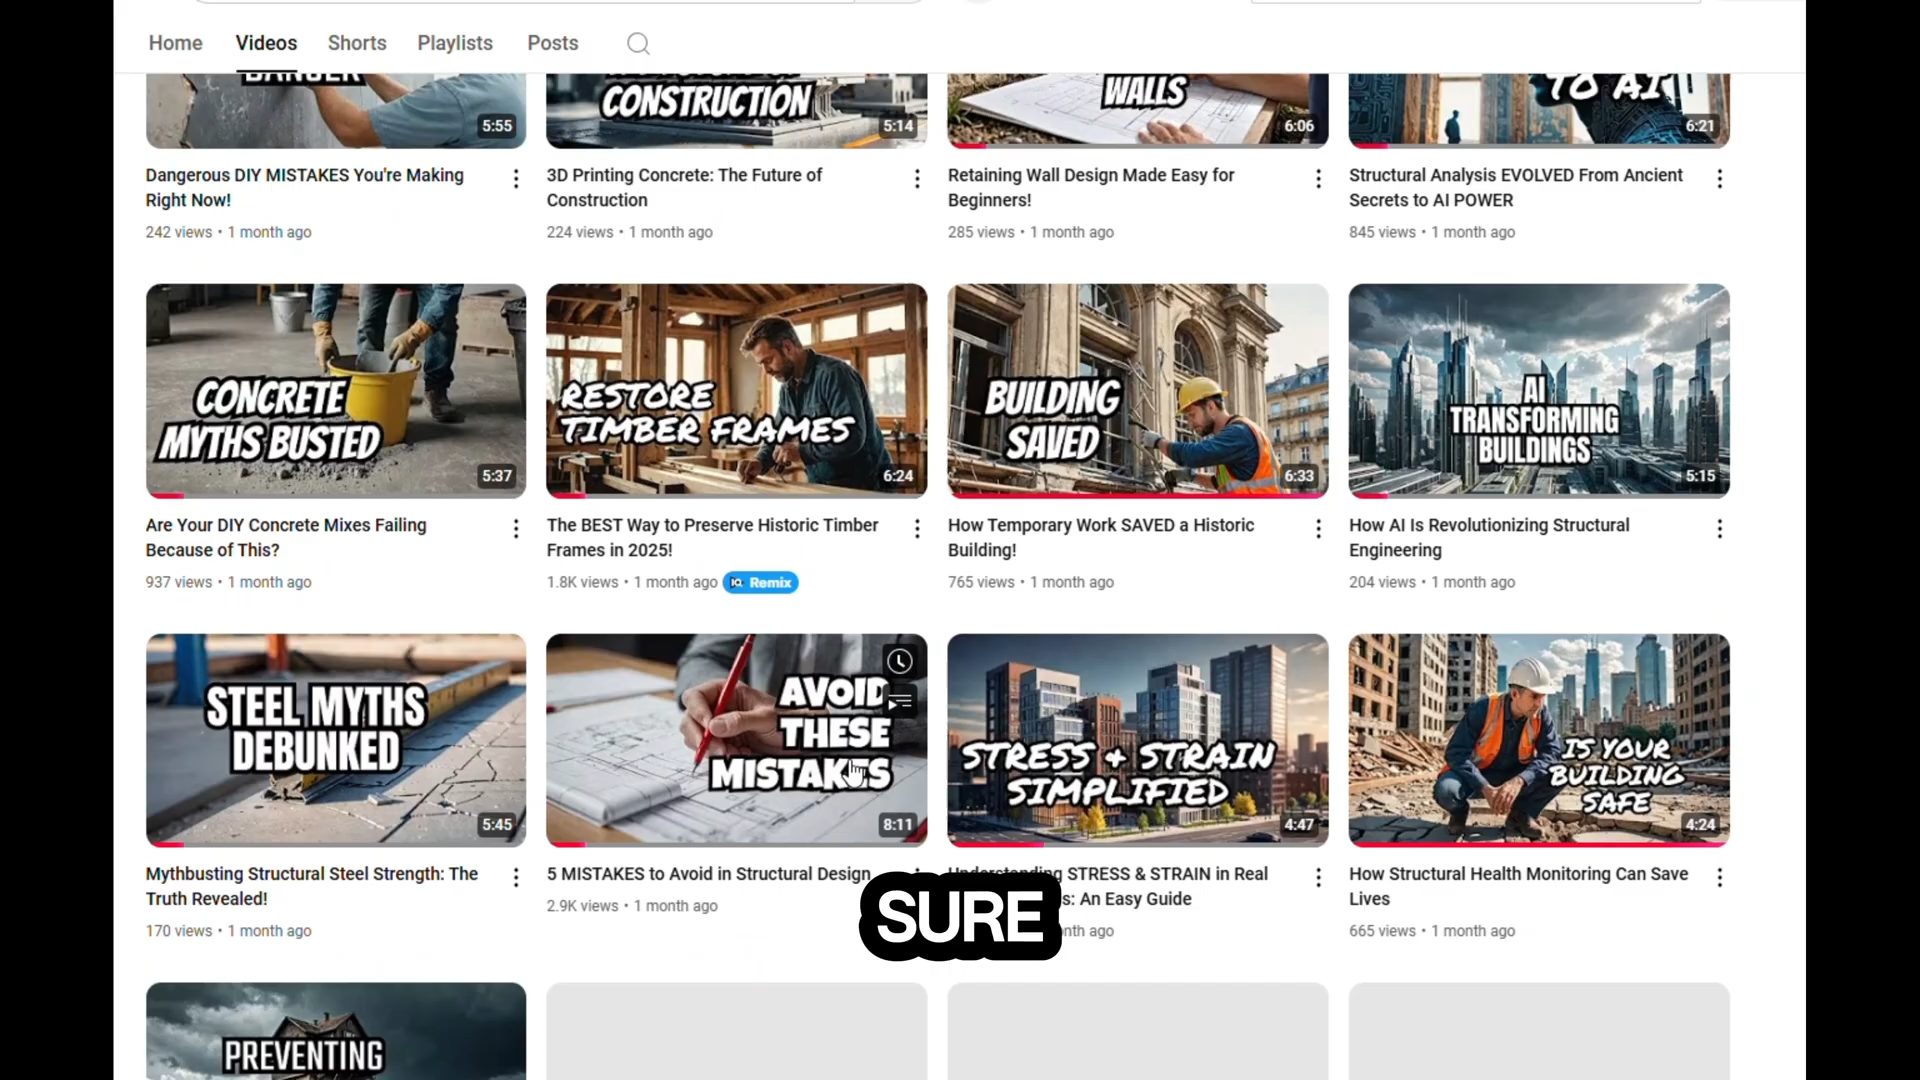 Home Videos Shorts Playlists Posts
DANGER
5:55
CONSTRUCTION
5:14
WALLS
6:06
TO AI
6:21
Dangerous DIY MISTAKES You're Making
Right Now!
242 views • 1 month ago
3D Printing Concrete: The Future of
Construction
224 views • 1 month ago
Retaining Wall Design Made Easy for
Beginners!
285 views • 1 month ago
Structural Analysis EVOLVED From Ancient
Secrets to AI POWER
845 views • 1 month ago
CONCRETE
MYTHS BUSTED
5:37
RESTORE
TIMBER FRAMES
6:24
BUILDING
SAVED
6:33
AI
TRANSFORMING
BUILDINGS
5:15
Are Your DIY Concrete Mixes Failing
Because of This?
937 views • 1 month ago
The BEST Way to Preserve Historic Timber
Frames in 2025!
1.8K views • 1 month ago IQ Remix
How Temporary Work SAVED a Historic
Building!
765 views • 1 month ago
How AI Is Revolutionizing Structural
Engineering
204 views • 1 month ago
STEEL MYTHS
DEBUNKED
5:45
AVOID
THESE
MISTAKES
8:11
STRESS & STRAIN
SIMPLIFIED
4:47
IS YOUR
BUILDING
SAFE
4:24
Mythbusting Structural Steel Strength: The
Truth Revealed!
170 views • 1 month ago
5 MISTAKES to Avoid in Structural Design
2.9K views • 1 month ago
Understanding STRESS & STRAIN in Real
s: An Easy Guide
nth ago
How Structural Health Monitoring Can Save
Lives
665 views • 1 month ago
SURE
PREVENTING